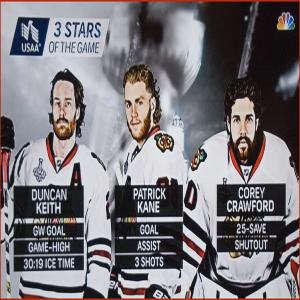 USAA
3 STARS
OF THE GAME
DUNCAN
KEITH
GW GOAL
GAME-HIGH
30:19 ICE TIME
PATRICK
KANE
GOAL
ASSIST
3 SHOTS
COREY
CRAWFORD
25-SAVE
SHUTOUT
A